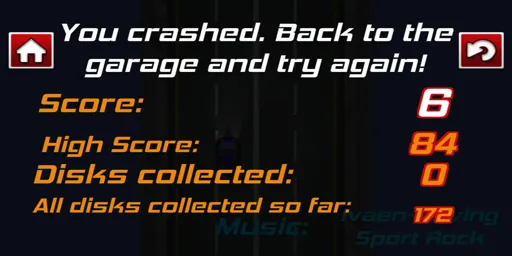 You crashed. Back to the
garage and try again!
Score: 6
High Score: 84
Disks collected: 0
All disks collected so far: 172
Music:
Sport Rock